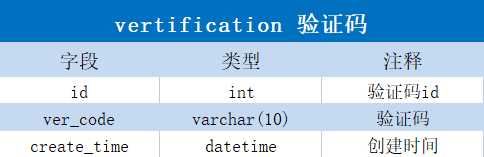 vertification 验证码
字段 类型 注释
id int 验证码id
ver_code varchar(10) 验证码
create_time datetime 创建时间